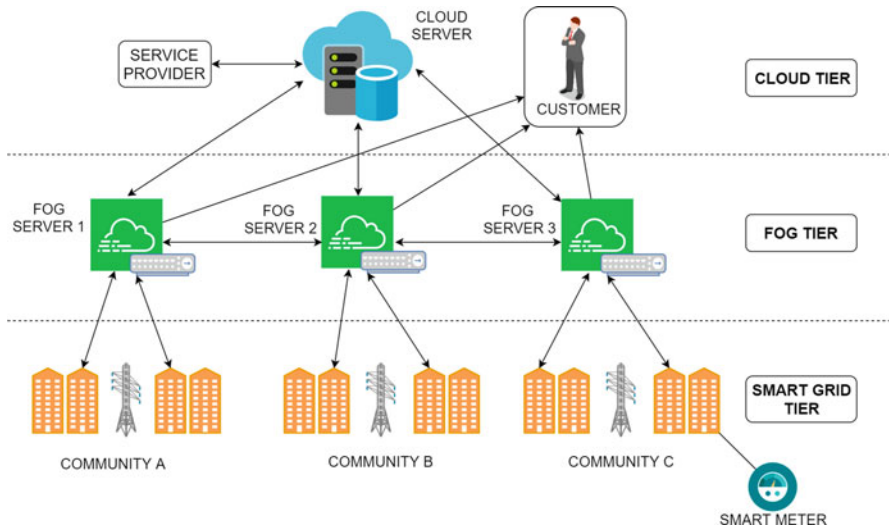 CLOUD
SERVER
SERVICE
PROVIDER
CUSTOMER
CLOUD TIER
FOG
SERVER 1
FOG
SERVER 2
FOG
SERVER 3
FOG TIER
SMART GRID
TIER
COMMUNITY A
COMMUNITY B
COMMUNITY C
SMART METER